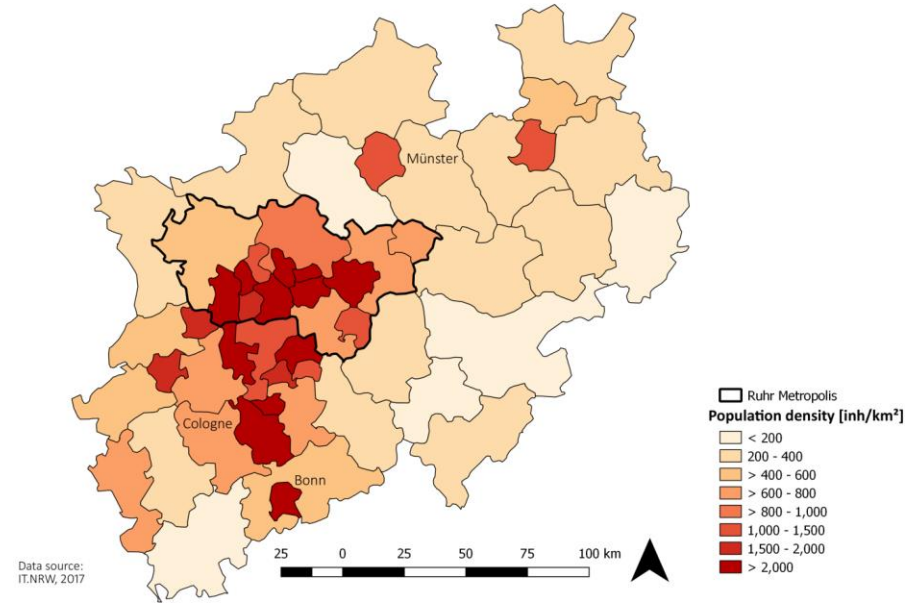 Münster
Cologne
Bonn
Ruhr Metropolis
Population density [inh/km²]
< 200
200 - 400
> 400 - 600
> 600 - 800
> 800 - 1,000
1,000 - 1,500
1,500 - 2,000
> 2,000
25 0 25 50 75 100 km
Data source:
IT.NRW, 2017